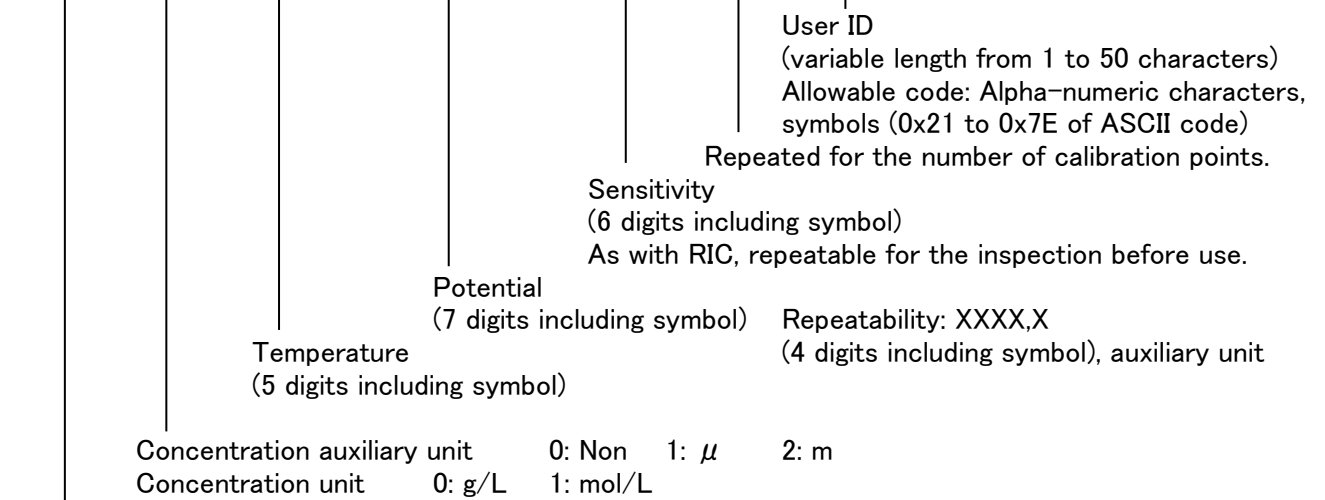 User ID
(variable length from 1 to 50 characters)
Allowable code: Alpha-numeric characters,
symbols (0x21 to 0x7E of ASCII code)
Repeated for the number of calibration points.
Sensitivity
(6 digits including symbol)
As with RIC, repeatable for the inspection before use.
Potential
(7 digits including symbol) Repeatability: XXXX,X
Temperature (4 digits including symbol), auxiliary unit
(5 digits including symbol)
Concentration auxiliary unit 0: Non 1: μ 2: m
Concentration unit 0: g/L 1: mol/L